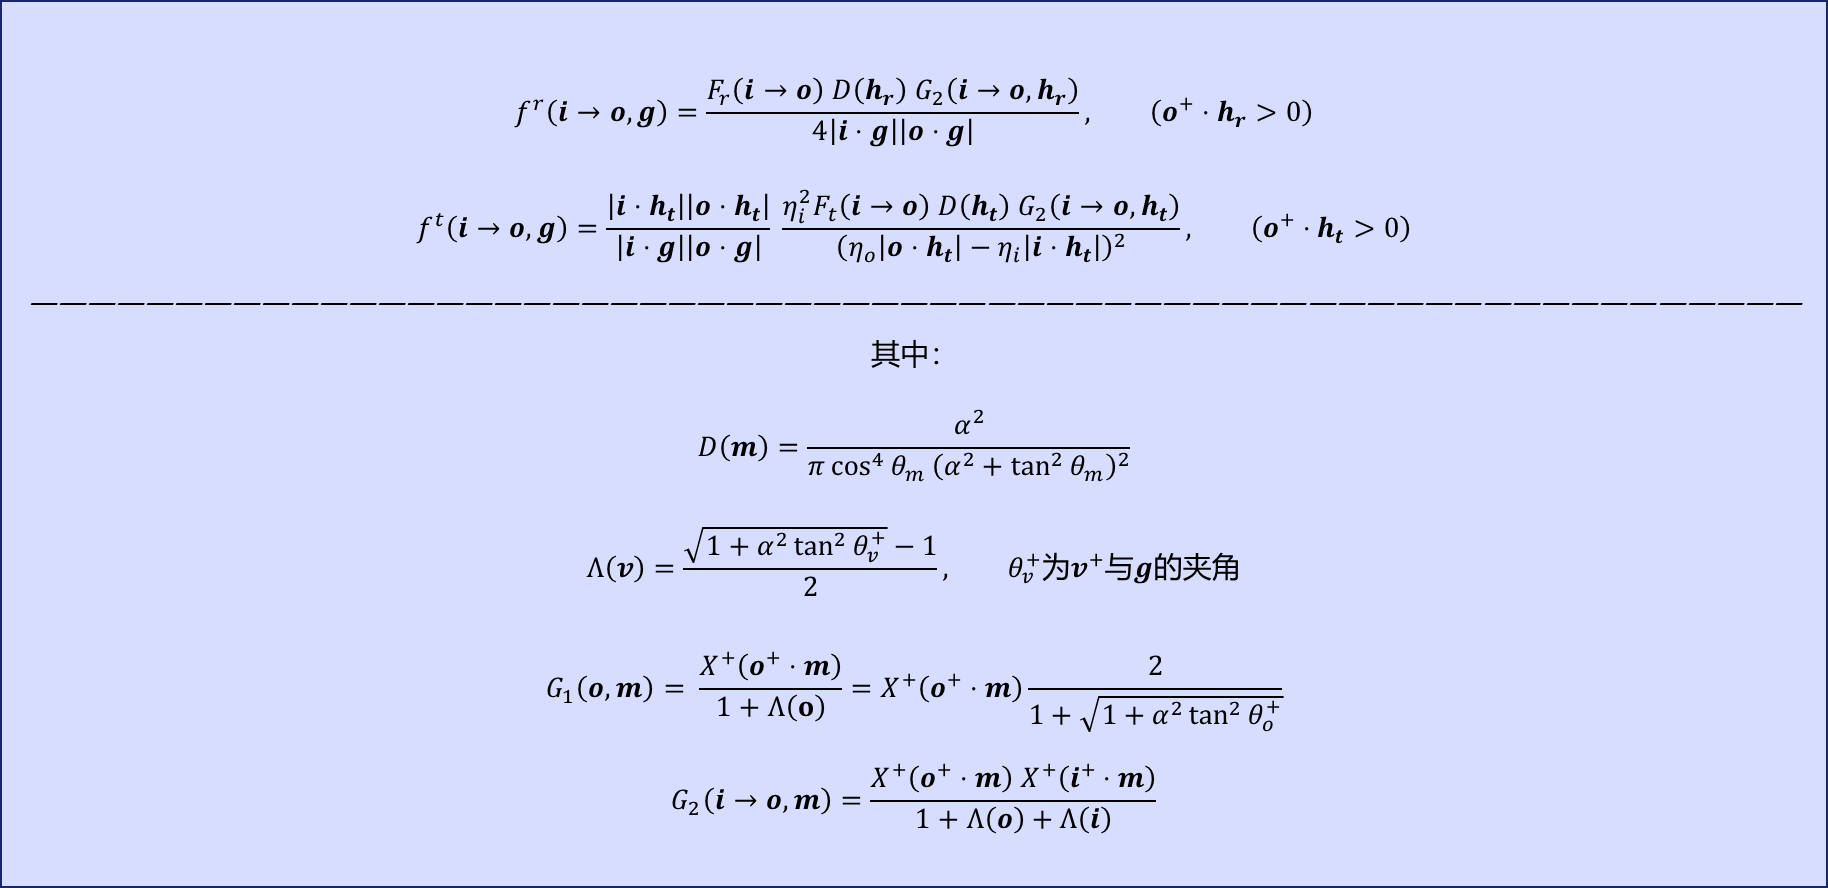 f^r(i → o, g) = F_r(i → o) D(h_r) G_2(i → o, h_r) / 4|i · g||o · g| , (o^+ · h_r > 0)
f^t(i → o, g) = |i · h_t||o · h_t| / |i · g||o · g| η_i^2 F_t(i → o) D(h_t) G_2(i → o, h_t) / (η_o|o · h_t| − η_i|i · h_t|)^2 , (o^+ · h_t > 0)
其中：
D(m) = α^2 / π cos^4 θ_m (α^2 + tan^2 θ_m)^2
Λ(v) = (√(1 + α^2 tan^2 θ_v^+) − 1) / 2 , θ_v^+为v^+与g的夹角
G_1(o, m) = X^+(o^+ · m) / (1 + Λ(o)) = X^+(o^+ · m) 2 / (1 + √(1 + α^2 tan^2 θ_o^+))
G_2(i → o, m) = X^+(o^+ · m) X^+(i^+ · m) / (1 + Λ(o) + Λ(i))